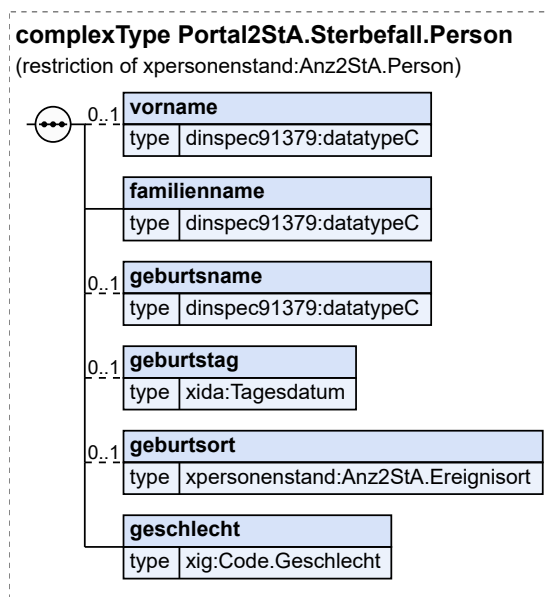 complexType Portal2StA.Sterbefall.Person
(restriction of xpersonenstand:Anz2StA.Person)
0..1 vorname
type dinspec91379:datatypeC
familienname
type dinspec91379:datatypeC
0..1 geburtsname
type dinspec91379:datatypeC
0..1 geburtstag
type xida:Tagesdatum
0..1 geburtsort
type xpersonenstand:Anz2StA.Ereignisort
geschlecht
type xig:Code.Geschlecht